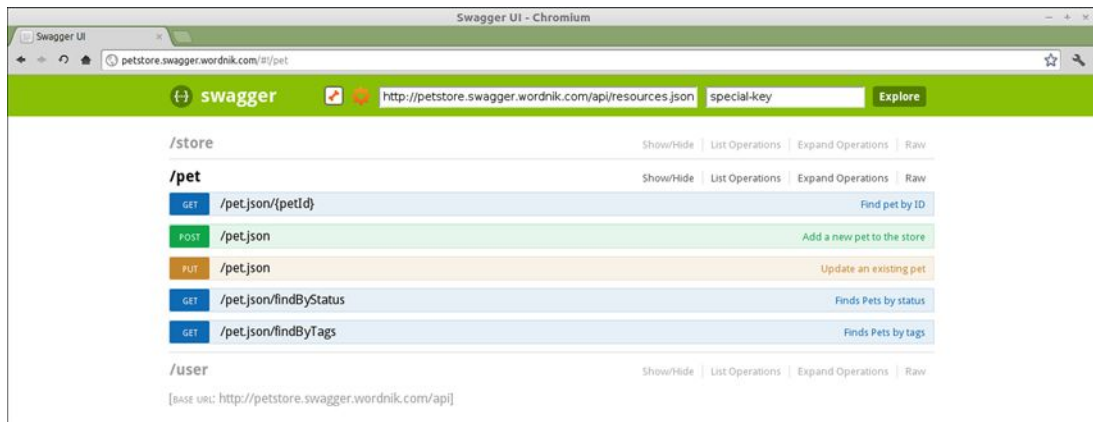 Swagger UI - Chromium
Swagger UI
petstore.swagger.wordnik.com/#!/pet
swagger http://petstore.swagger.wordnik.com/api/resources.json special-key Explore
/store Show/Hide List Operations Expand Operations Raw
/pet Show/Hide List Operations Expand Operations Raw
GET /pet.json/{petId} Find pet by ID
POST /pet.json Add a new pet to the store
PUT /pet.json Update an existing pet
GET /pet.json/findByStatus Finds Pets by status
GET /pet.json/findByTags Finds Pets by tags
/user Show/Hide List Operations Expand Operations Raw
[BASE URL: http://petstore.swagger.wordnik.com/api]